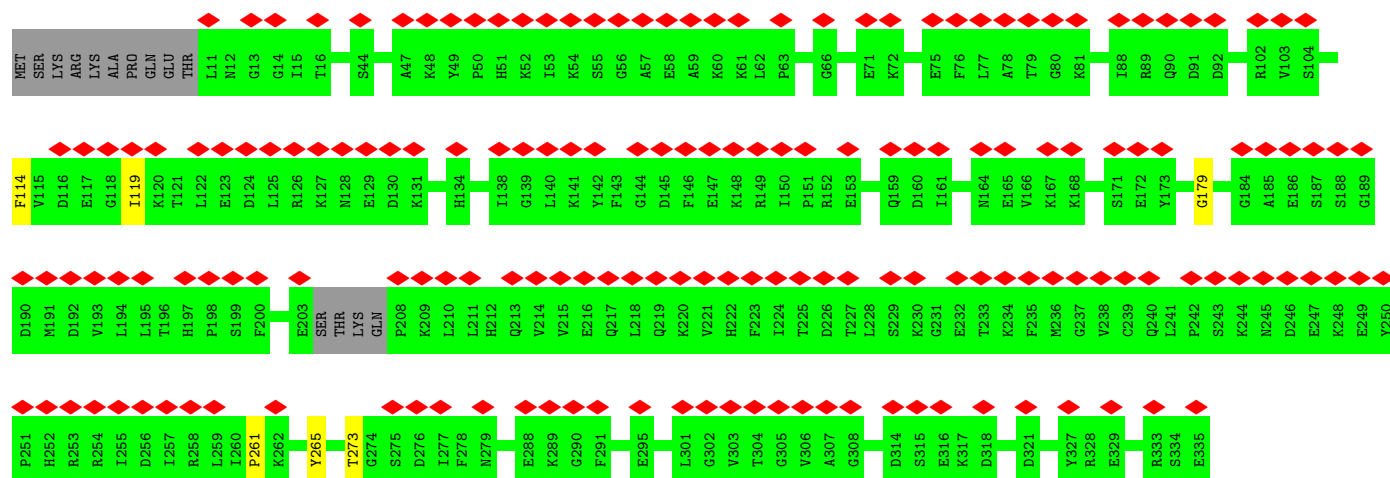 MET SER LYS ARG LYS ALA PRO GLN GLU THR L11 N12 G13 G14 I15 T16 S44 A47 K48 Y49 P50 H51 K52 I53 K54 S55 G56 A57 E58 A59 K60 K61 L62 P63 G66 E71 K72 E75 F76 L77 A78 T79 G80 K81 I88 R89 Q90 D91 D92 R102 V103 S104
F114 V115 D116 E117 G118 I119 K120 T121 L122 E123 D124 L125 R126 K127 N128 E129 D130 K131 H134 I138 G139 L140 K141 Y142 F143 G144 D145 F146 E147 K148 R149 I150 P151 R152 E153 Q159 D160 I161 N164 E165 V166 K167 K168 S171 E172 Y173 G179 G184 A185 E186 S187 S188 G189
D190 M191 D192 V193 L194 L195 T196 H197 P198 S199 F200 E203 SER THR LYS GLN P208 K209 L210 L211 H212 Q213 V214 V215 E216 Q217 L218 Q219 K220 V221 H222 F223 I224 T225 D226 T227 L228 S229 K230 G231 E232 T233 K234 F235 M236 G237 V238 C239 Q240 L241 P242 S243 K244 N245 D246 E247 K248 E249 Y250
P251 H252 R253 R254 I255 D256 I257 R258 L259 I260 P261 K262 Y265 T273 G274 S275 D276 I277 F278 N279 E288 K289 G290 F291 E295 L301 G302 V303 T304 G305 V306 A307 G308 D314 S315 E316 K317 D318 D321 Y327 R328 E329 R333 S334 E335